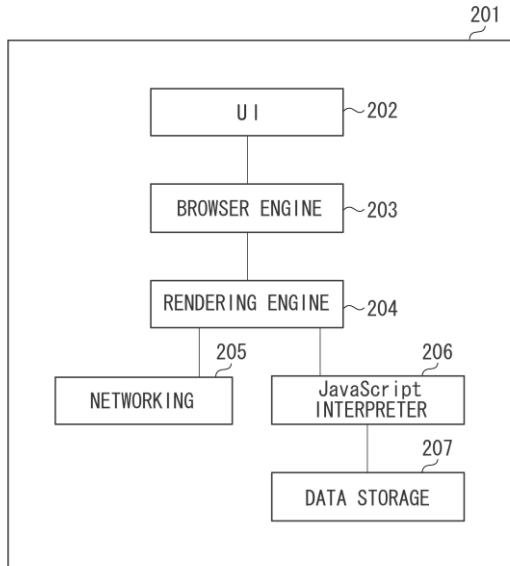 201
UI
202
BROWSER ENGINE
203
RENDERING ENGINE
204
205
206
NETWORKING
JavaScript
INTERPRETER
207
DATA STORAGE